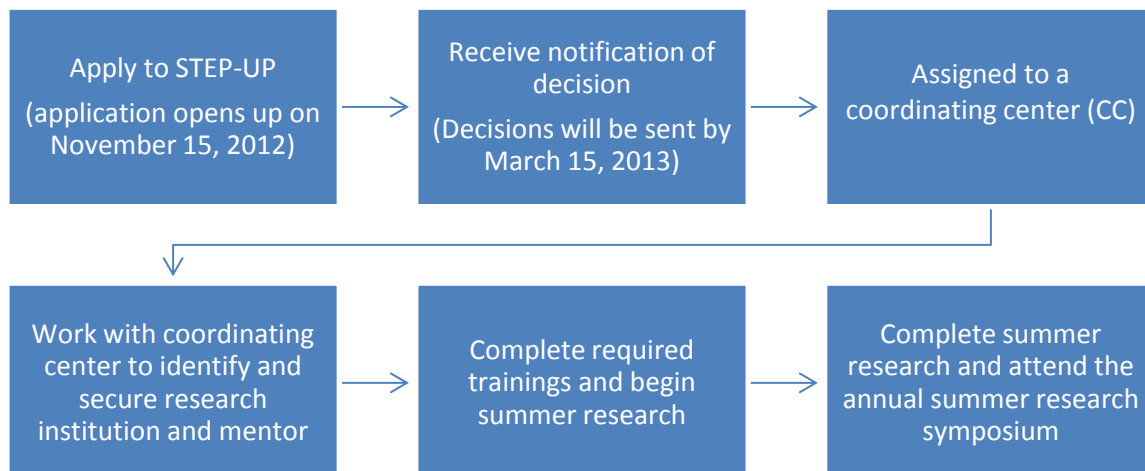 Apply to STEP-UP
(application opens up on
November 15, 2012)
Receive notification of
decision
(Decisions will be sent by
March 15, 2013)
Assigned to a
coordinating center (CC)
Work with coordinating
center to identify and
secure research
institution and mentor
Complete required
trainings and begin
summer research
Complete summer
research and attend the
annual summer research
symposium